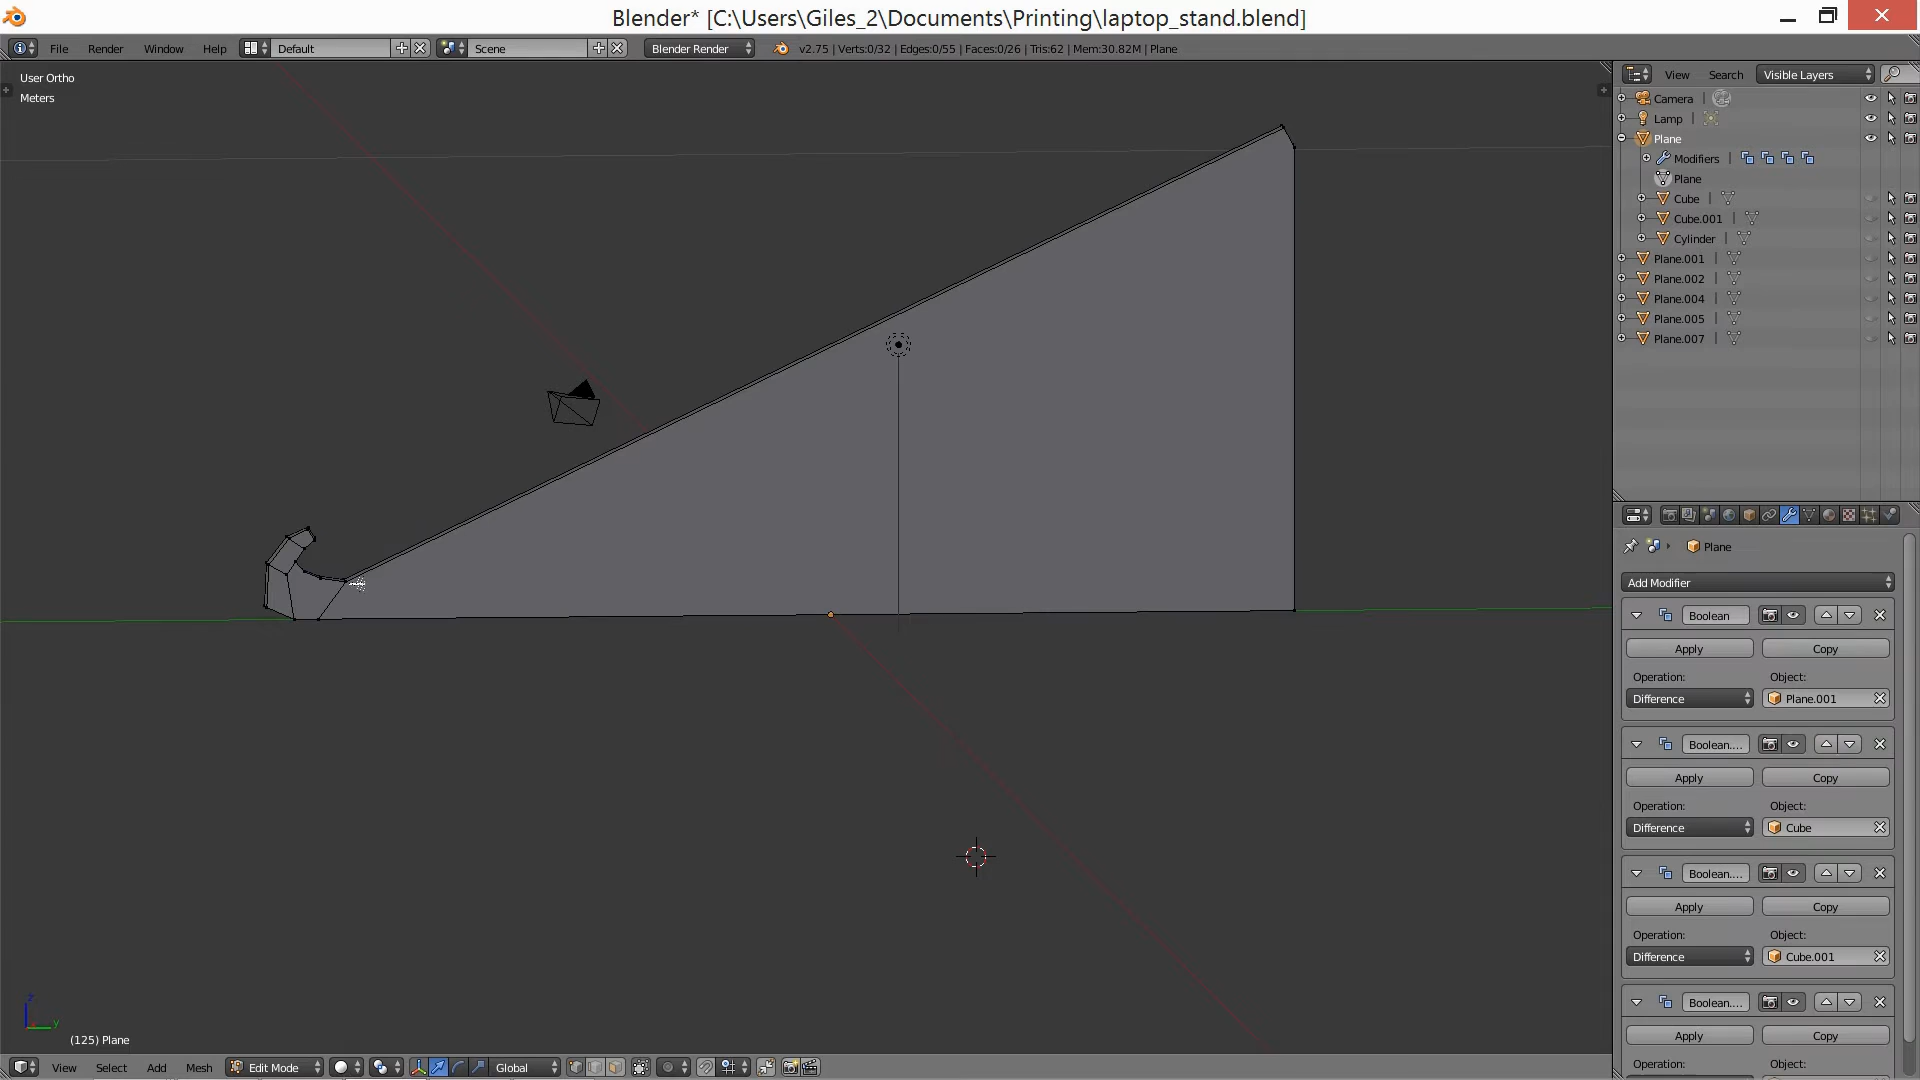 Blender* [C:\Users\Giles_2\Documents\Printing\laptop_stand.blend]
File Render Window Help Default Scene Blender Render v2.75 | Verts:0/32 | Edges:0/55 | Faces:0/26 | Tris:62 | Mem:30.82M | Plane
User Ortho
Meters
(125) Plane
z
y
View Select Add Mesh Edit Mode Global
View Search Visible Layers
Camera
Lamp
Plane
Modifiers
Plane
Cube
Cube.001
Cylinder
Plane.001
Plane.002
Plane.004
Plane.005
Plane.007
Plane
Add Modifier
Boolean
Apply Copy
Operation: Object:
Difference Plane.001
Boolean....
Apply Copy
Operation: Object:
Difference Cube
Boolean....
Apply Copy
Operation: Object:
Difference Cube.001
Boolean....
Apply Copy
Operation: Object: